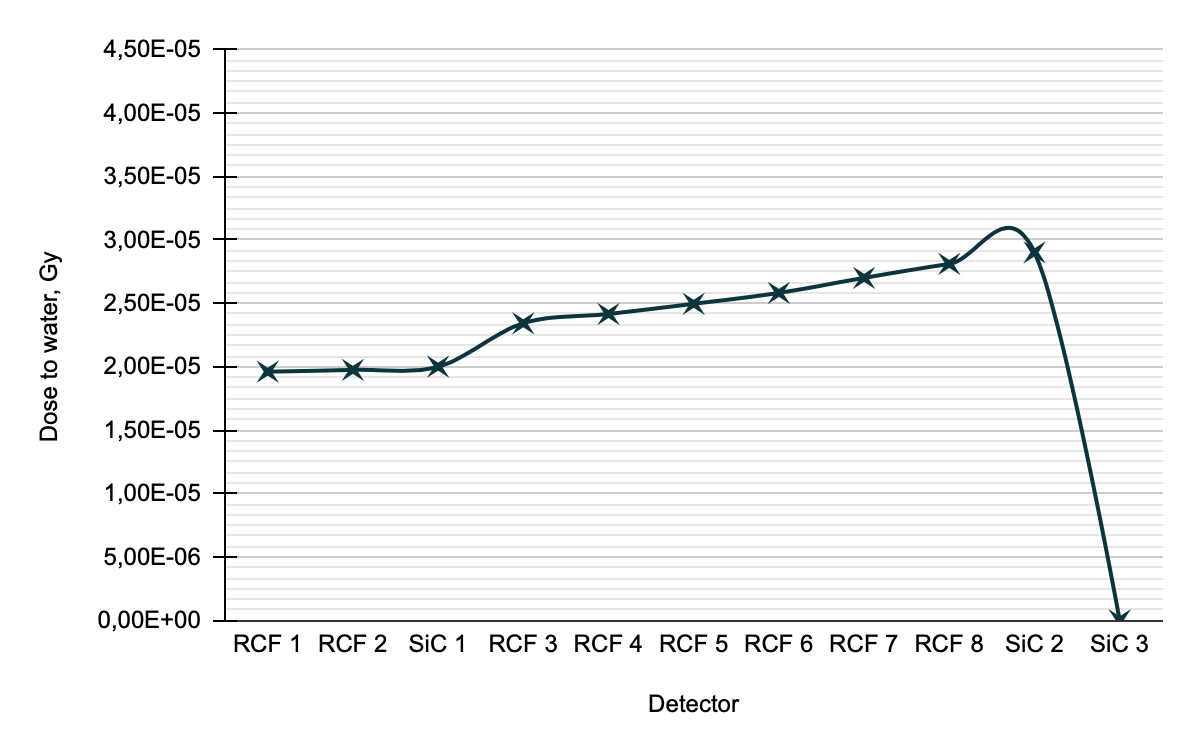 4,50E-05
4,00E-05
3,50E-05
3,00E-05
2,50E-05
2,00E-05
1,50E-05
1,00E-05
5,00E-06
0,00E+00
Dose to water, Gy
RCF 1 RCF 2 SiC 1 RCF 3 RCF 4 RCF 5 RCF 6 RCF 7 RCF 8 SiC 2 SiC 3
Detector